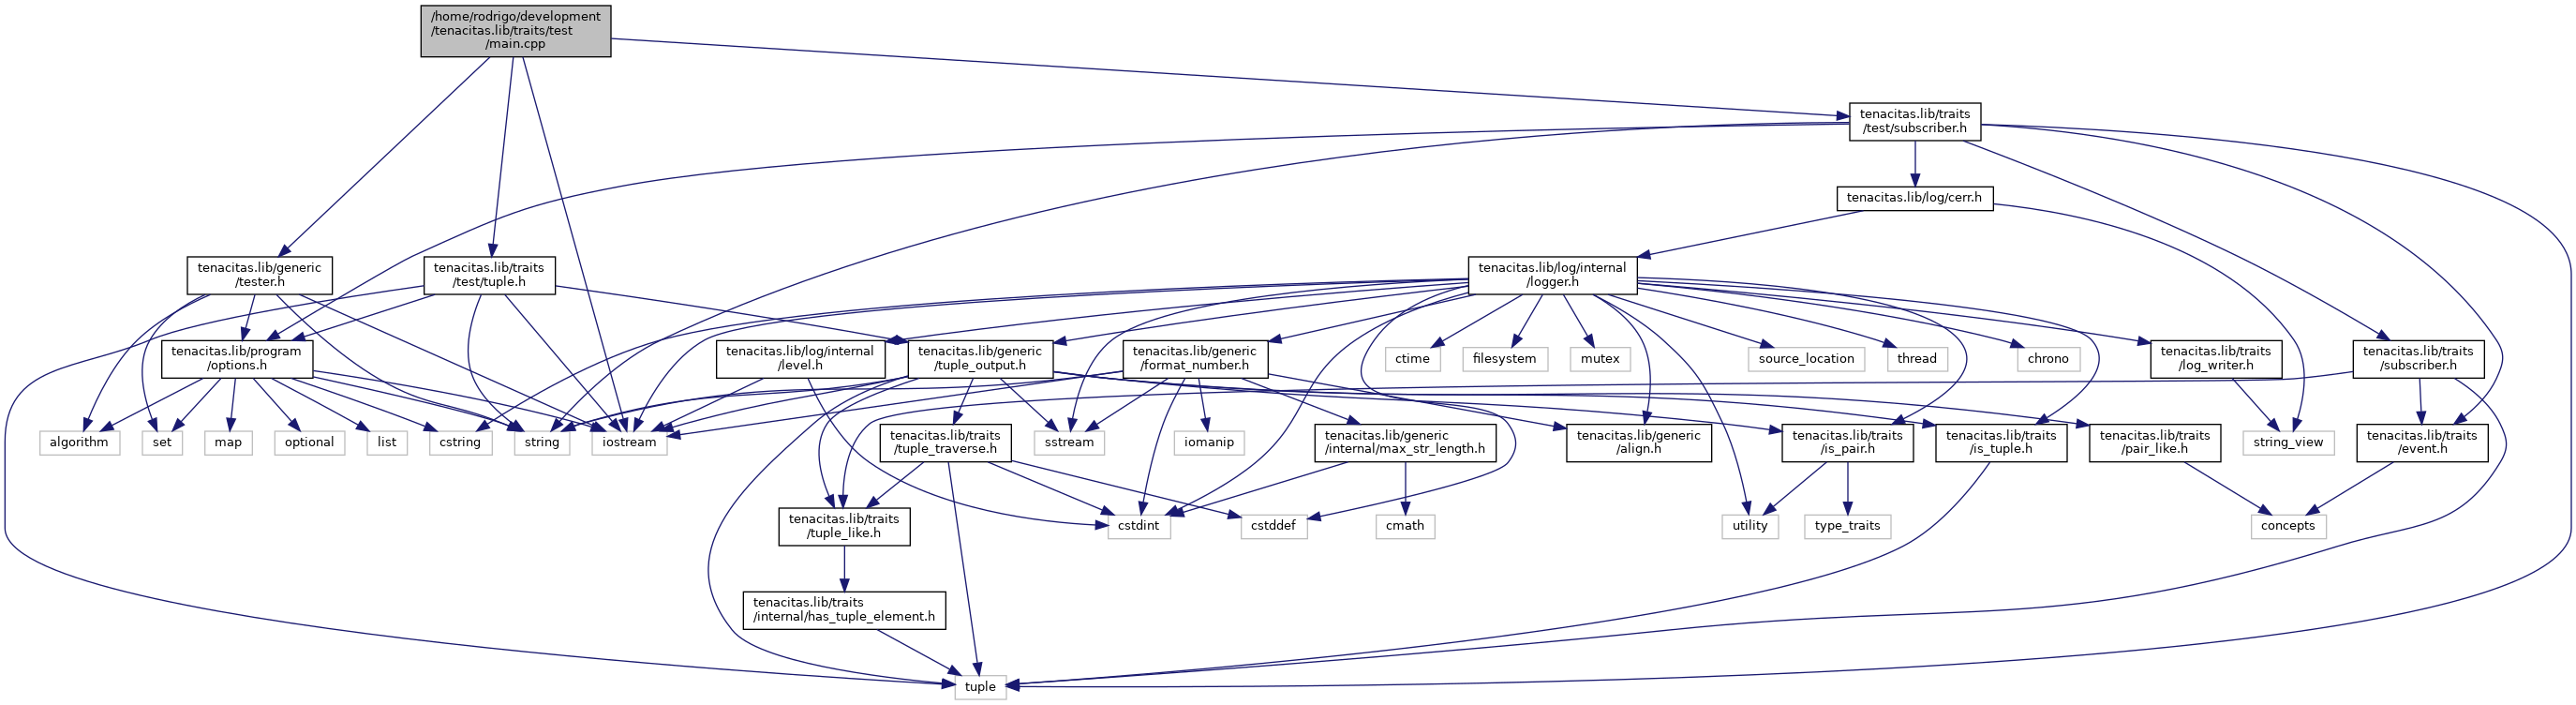 /home/rodrigo/development
/tenacitas.lib/traits/test
/main.cpp
tenacitas.lib/traits
/test/subscriber.h
tenacitas.lib/log/cerr.h
tenacitas.lib/generic
/tester.h
tenacitas.lib/traits
/test/tuple.h
tenacitas.lib/log/internal
/logger.h
tenacitas.lib/program
/options.h
tenacitas.lib/log/internal
/level.h
tenacitas.lib/generic
/tuple_output.h
tenacitas.lib/generic
/format_number.h
ctime
filesystem
mutex
source_location
thread
chrono
tenacitas.lib/traits
/log_writer.h
tenacitas.lib/traits
/subscriber.h
algorithm
set
map
optional
list
cstring
string
iostream
tenacitas.lib/traits
/tuple_traverse.h
sstream
iomanip
tenacitas.lib/generic
/internal/max_str_length.h
tenacitas.lib/generic
/align.h
tenacitas.lib/traits
/is_pair.h
tenacitas.lib/traits
/is_tuple.h
tenacitas.lib/traits
/pair_like.h
string_view
tenacitas.lib/traits
/event.h
tenacitas.lib/traits
/tuple_like.h
cstdint
cstddef
cmath
utility
type_traits
concepts
tenacitas.lib/traits
/internal/has_tuple_element.h
tuple